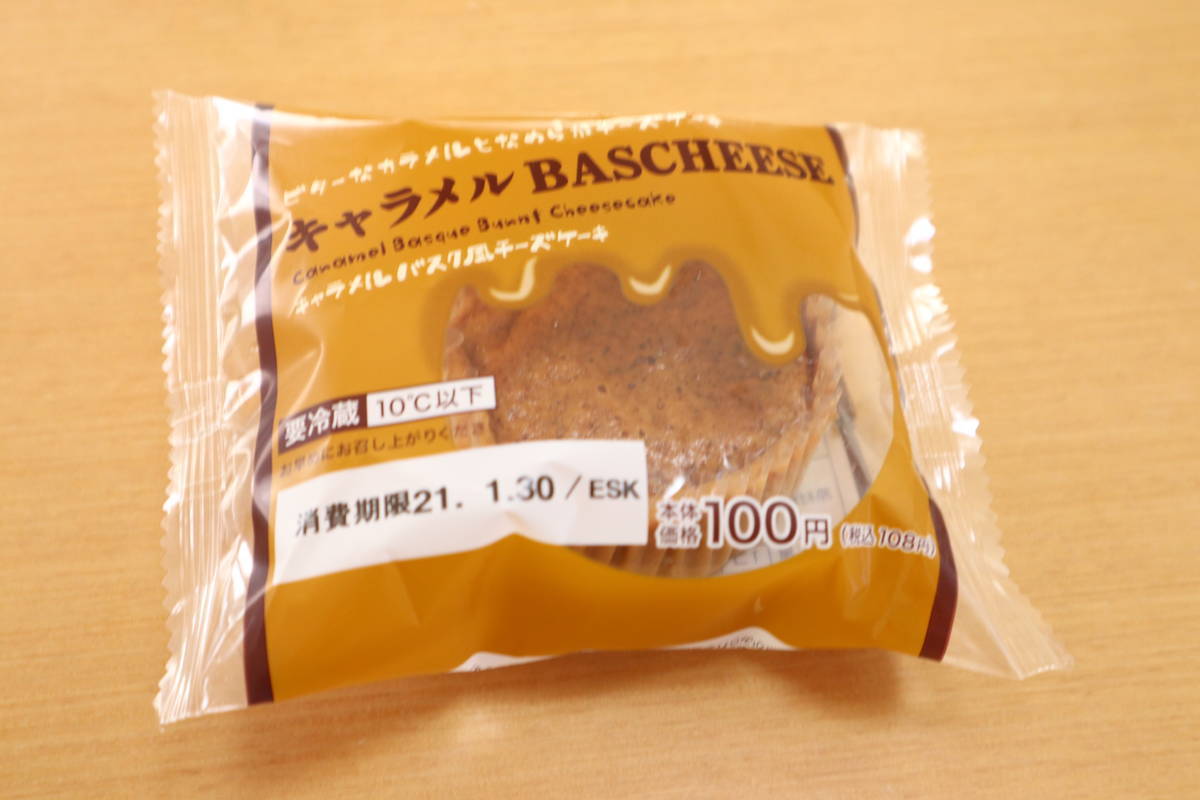 ビターなカラメルとなめらかチーズケーキ
キャラメル BASCHEESE
Caramel Basque Burnt Cheesecake
キャラメルバスク風チーズケーキ
要冷蔵 10℃以下
お早めにお召し上がりくださ
消費期限21. 1.30 / ESK
本体価格100円 (税込 108円)